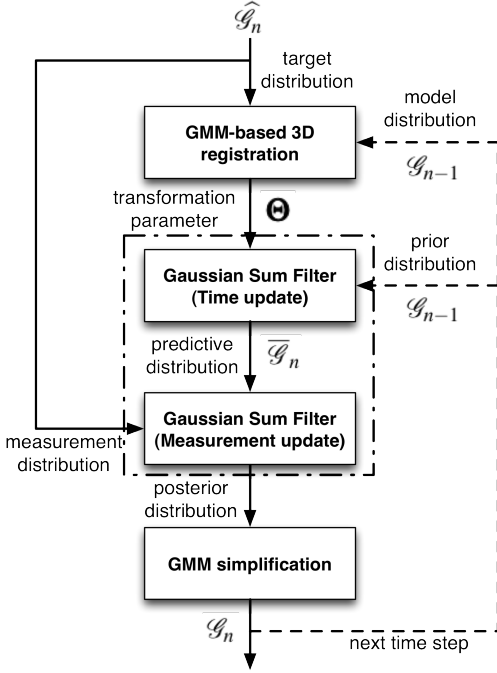 𝒢̂ₙ
target
distribution
model
distribution
GMM-based 3D
registration
𝒢ₙ₋₁
transformation
parameter
Θ
prior
distribution
Gaussian Sum Filter
(Time update)
𝒢ₙ₋₁
predictive
distribution
𝒢̅ₙ
Gaussian Sum Filter
(Measurement update)
measurement
distribution
posterior
distribution
GMM simplification
𝒢ₙ
next time step